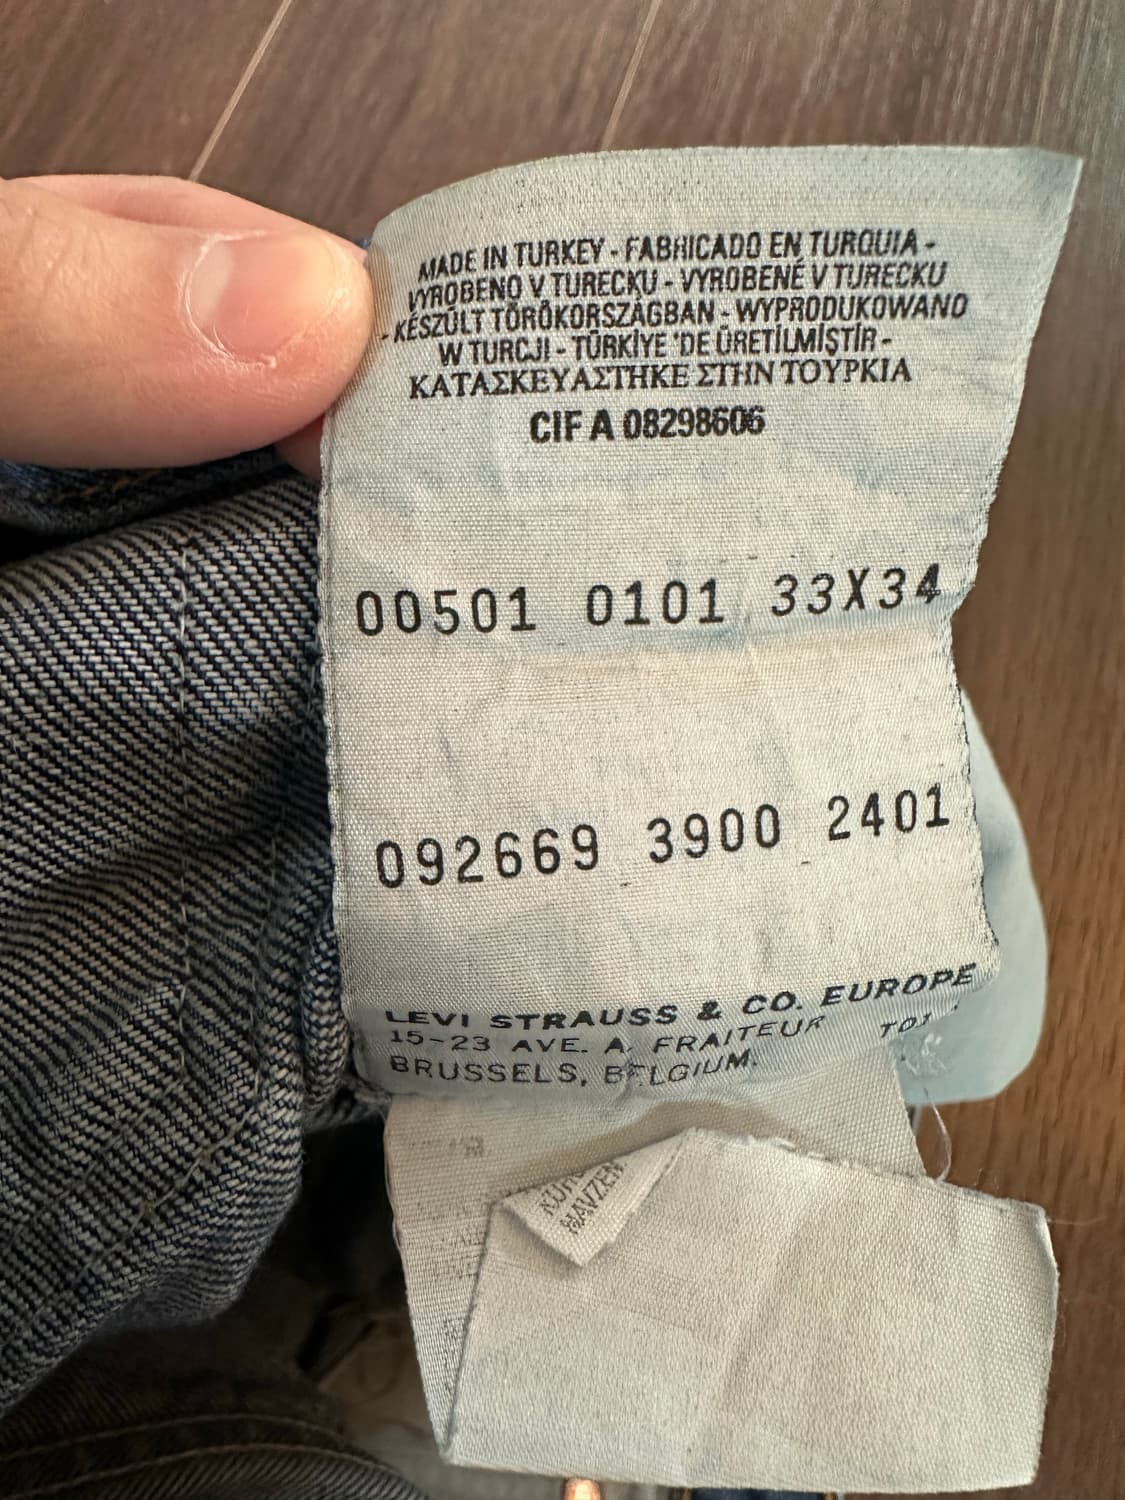 MADE IN TURKEY - FABRICADO EN TURQUIA -
VYROBENO V TURECKU - VYROBENÉ V TURECKU
- KÉSZÜLT TÖRÖKORSZÁGBAN - WYPRODUKOWANO
W TURCJI - TÜRKİYE 'DE ÜRETİLMİŞTİR -
ΚΑΤΑΣΚΕΥΑΣΤΗΚΕ ΣΤΗΝ ΤΟΥΡΚΙΑ
CIF A 08298606
00501 0101 33X34
092669 3900 2401
LEVI STRAUSS & CO. EUROPE
15-23 AVE. A. FRAITEUR
BRUSSELS, BELGIUM.